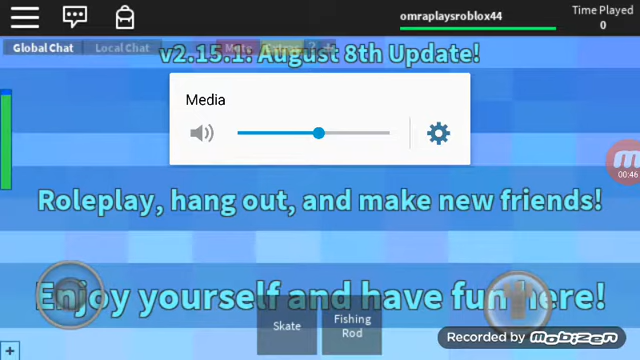 omraplaysroblox44
Time Played
0
Global Chat
Local Chat
Mute
v2.15.1: August 8th Update!
Media
00:46
Roleplay, hang out, and make new friends!
Enjoy yourself and have fun here!
Skate
Fishing
Rod
Recorded by mobizen